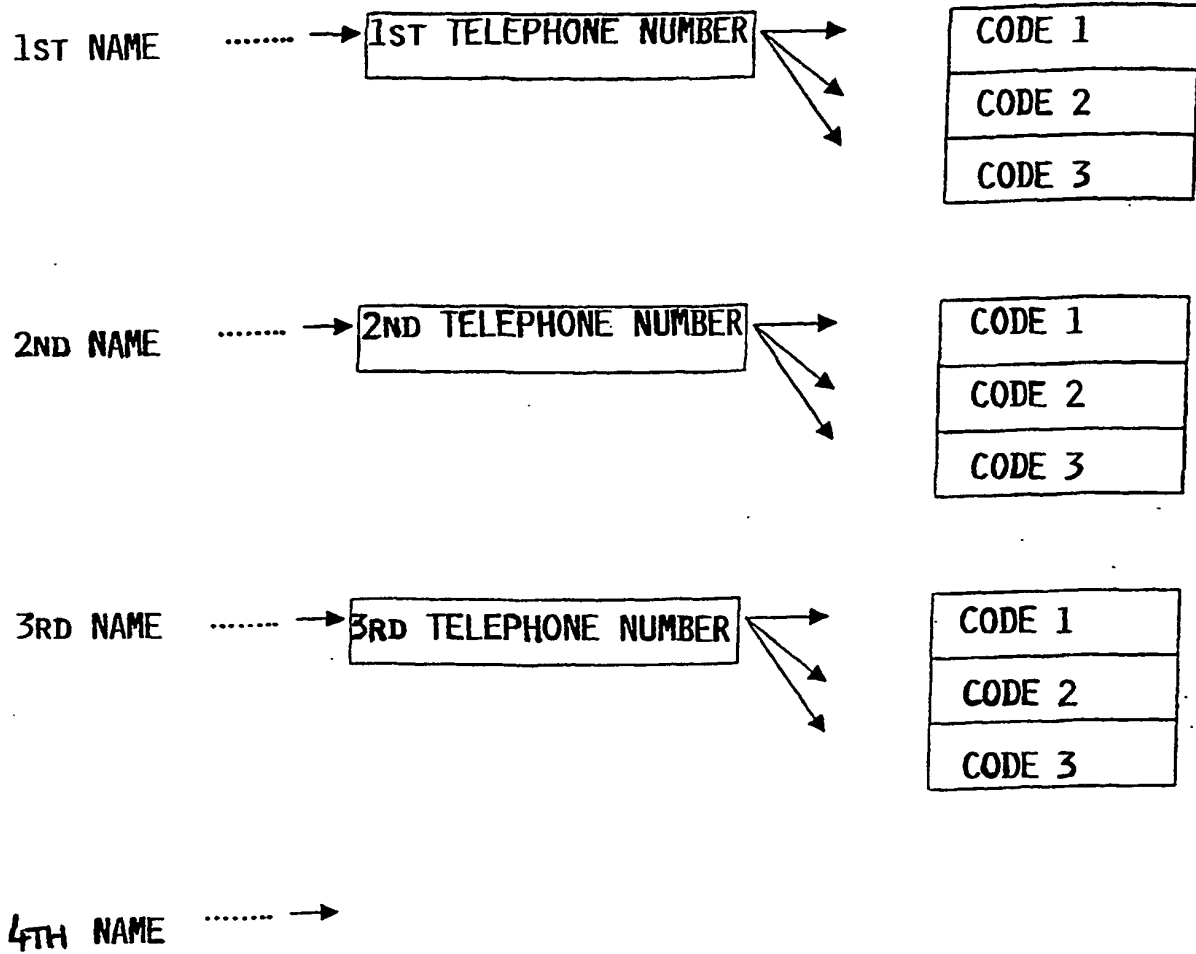 1ST NAME ........ 1ST TELEPHONE NUMBER CODE 1
CODE 2
CODE 3
2ND NAME ........ 2ND TELEPHONE NUMBER CODE 1
CODE 2
CODE 3
3RD NAME ........ 3RD TELEPHONE NUMBER CODE 1
CODE 2
CODE 3
4TH NAME ........